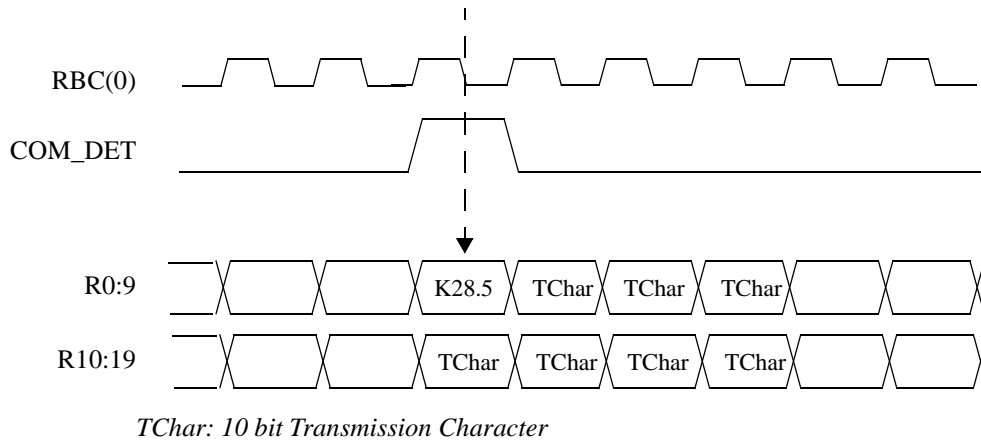 RBC(0)
COM_DET
R0:9 K28.5 TChar TChar TChar
R10:19 TChar TChar TChar TChar
TChar: 10 bit Transmission Character